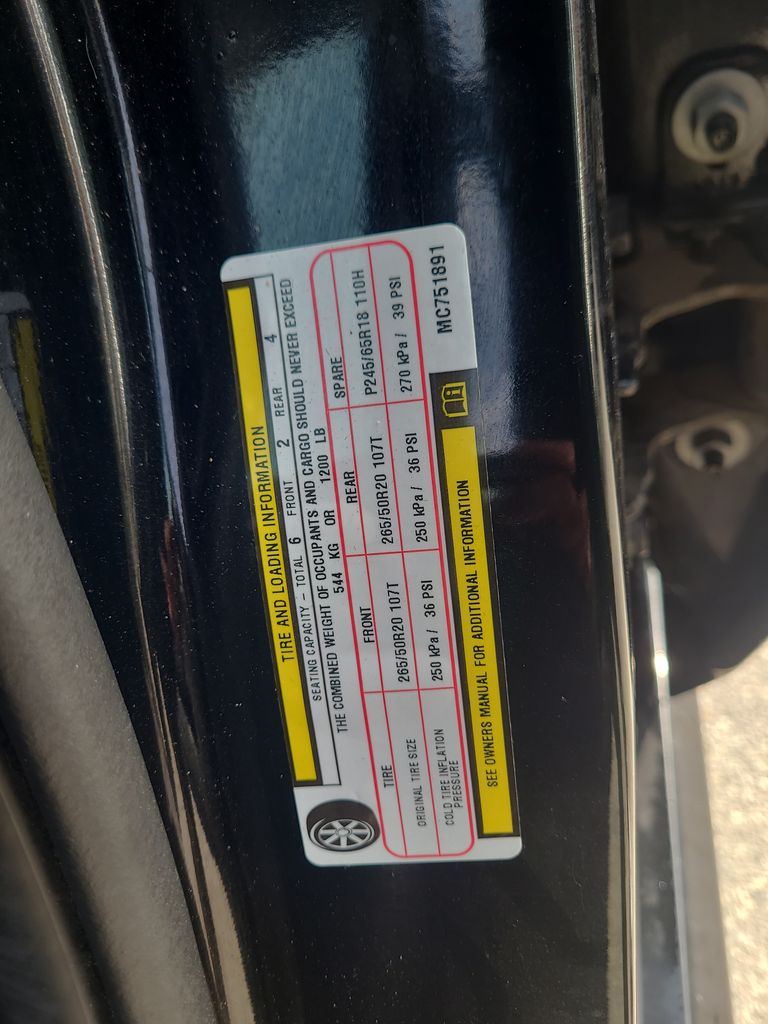 TIRE AND LOADING INFORMATION
SEATING CAPACITY - TOTAL 6 FRONT 2 REAR 4
THE COMBINED WEIGHT OF OCCUPANTS AND CARGO SHOULD NEVER EXCEED
544 KG OR 1200 LB
TIRE FRONT REAR SPARE
ORIGINAL TIRE SIZE 265/50R20 107T 265/50R20 107T P245/65R18 110H
COLD TIRE INFLATION PRESSURE 250 kPa / 36 PSI 250 kPa / 36 PSI 270 kPa / 39 PSI
SEE OWNERS MANUAL FOR ADDITIONAL INFORMATION
MC751891